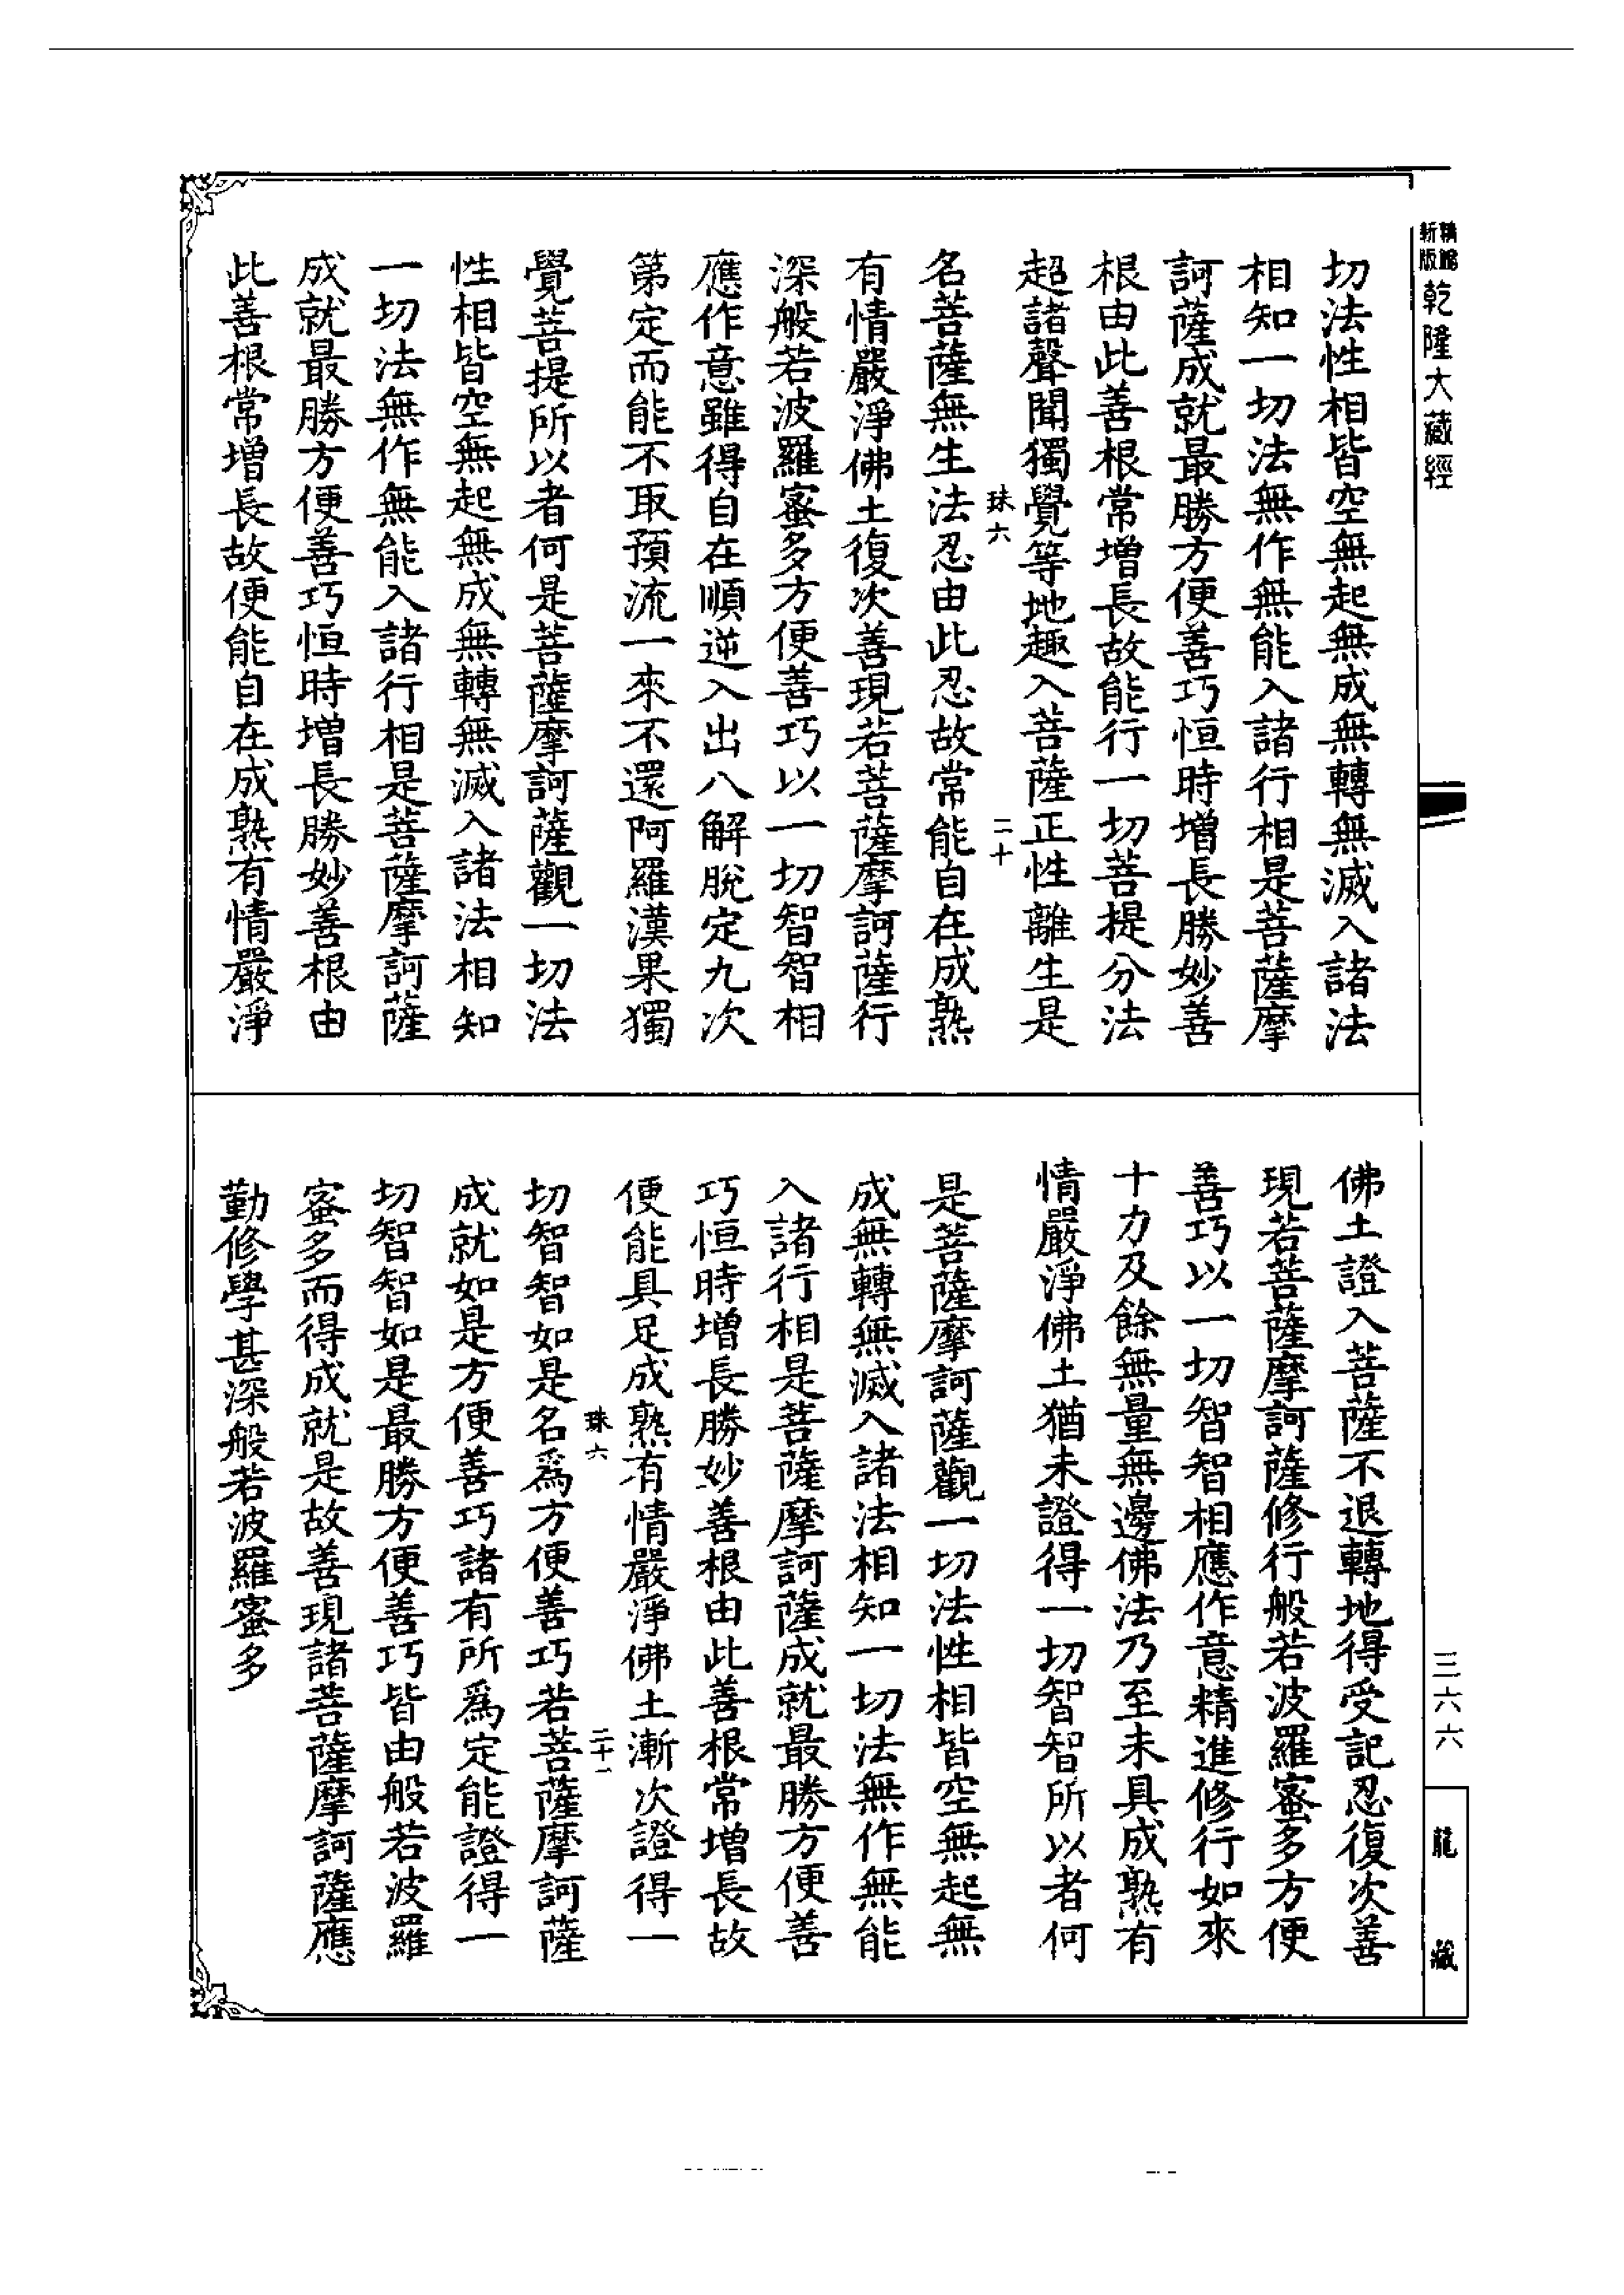 精縮新版乾隆大藏經
切法性相皆空無起無成無轉無滅入諸法
相知一切法無作無能入諸行相是菩薩摩
訶薩成就最勝方便善巧恒時增長勝妙善
根由此善根常增長故能行一切菩提分法
超諸聲聞獨覺等地趣入菩薩正性離生是
珠六 二十
名菩薩無生法忍由此忍故常能自在成熟
有情嚴淨佛土復次善現若菩薩摩訶薩行
深般若波羅蜜多方便善巧以一切智智相
應作意雖得自在順逆入出八解脫定九次
第定而能不取預流一來不還阿羅漢果獨
覺菩提所以者何是菩薩摩訶薩觀一切法
性相皆空無起無成無轉無滅入諸法相知
一切法無作無能入諸行相是菩薩摩訶薩
成就最勝方便善巧恒時增長勝妙善根由
此善根常增長故便能自在成熟有情嚴淨
佛土證入菩薩不退轉地得受記忍復次善
現若菩薩摩訶薩修行般若波羅蜜多方便
善巧以一切智智相應作意精進修行如來
十力及餘無量無邊佛法乃至未具成熟有
情嚴淨佛土猶未證得一切智智所以者何
是菩薩摩訶薩觀一切法性相皆空無起無
成無轉無滅入諸法相知一切法無作無能
入諸行相是菩薩摩訶薩成就最勝方便善
巧恒時增長勝妙善根由此善根常增長故
便能具足成熟有情嚴淨佛土漸次證得一
珠六 二十一
切智智如是名爲方便善巧若菩薩摩訶薩
成就如是方便善巧諸有所爲定能證得一
切智智如是最勝方便善巧皆由般若波羅
蜜多而得成就是故善現諸菩薩摩訶薩應
勤修學甚深般若波羅蜜多
三六六
龍藏